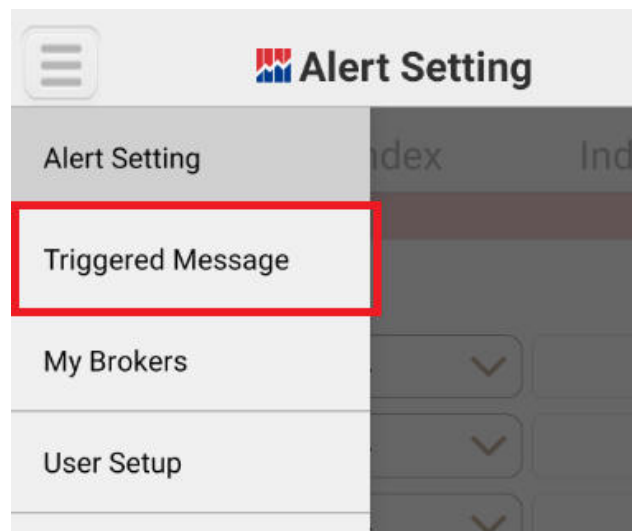 Alert Setting
Alert Setting
Triggered Message
My Brokers
User Setup